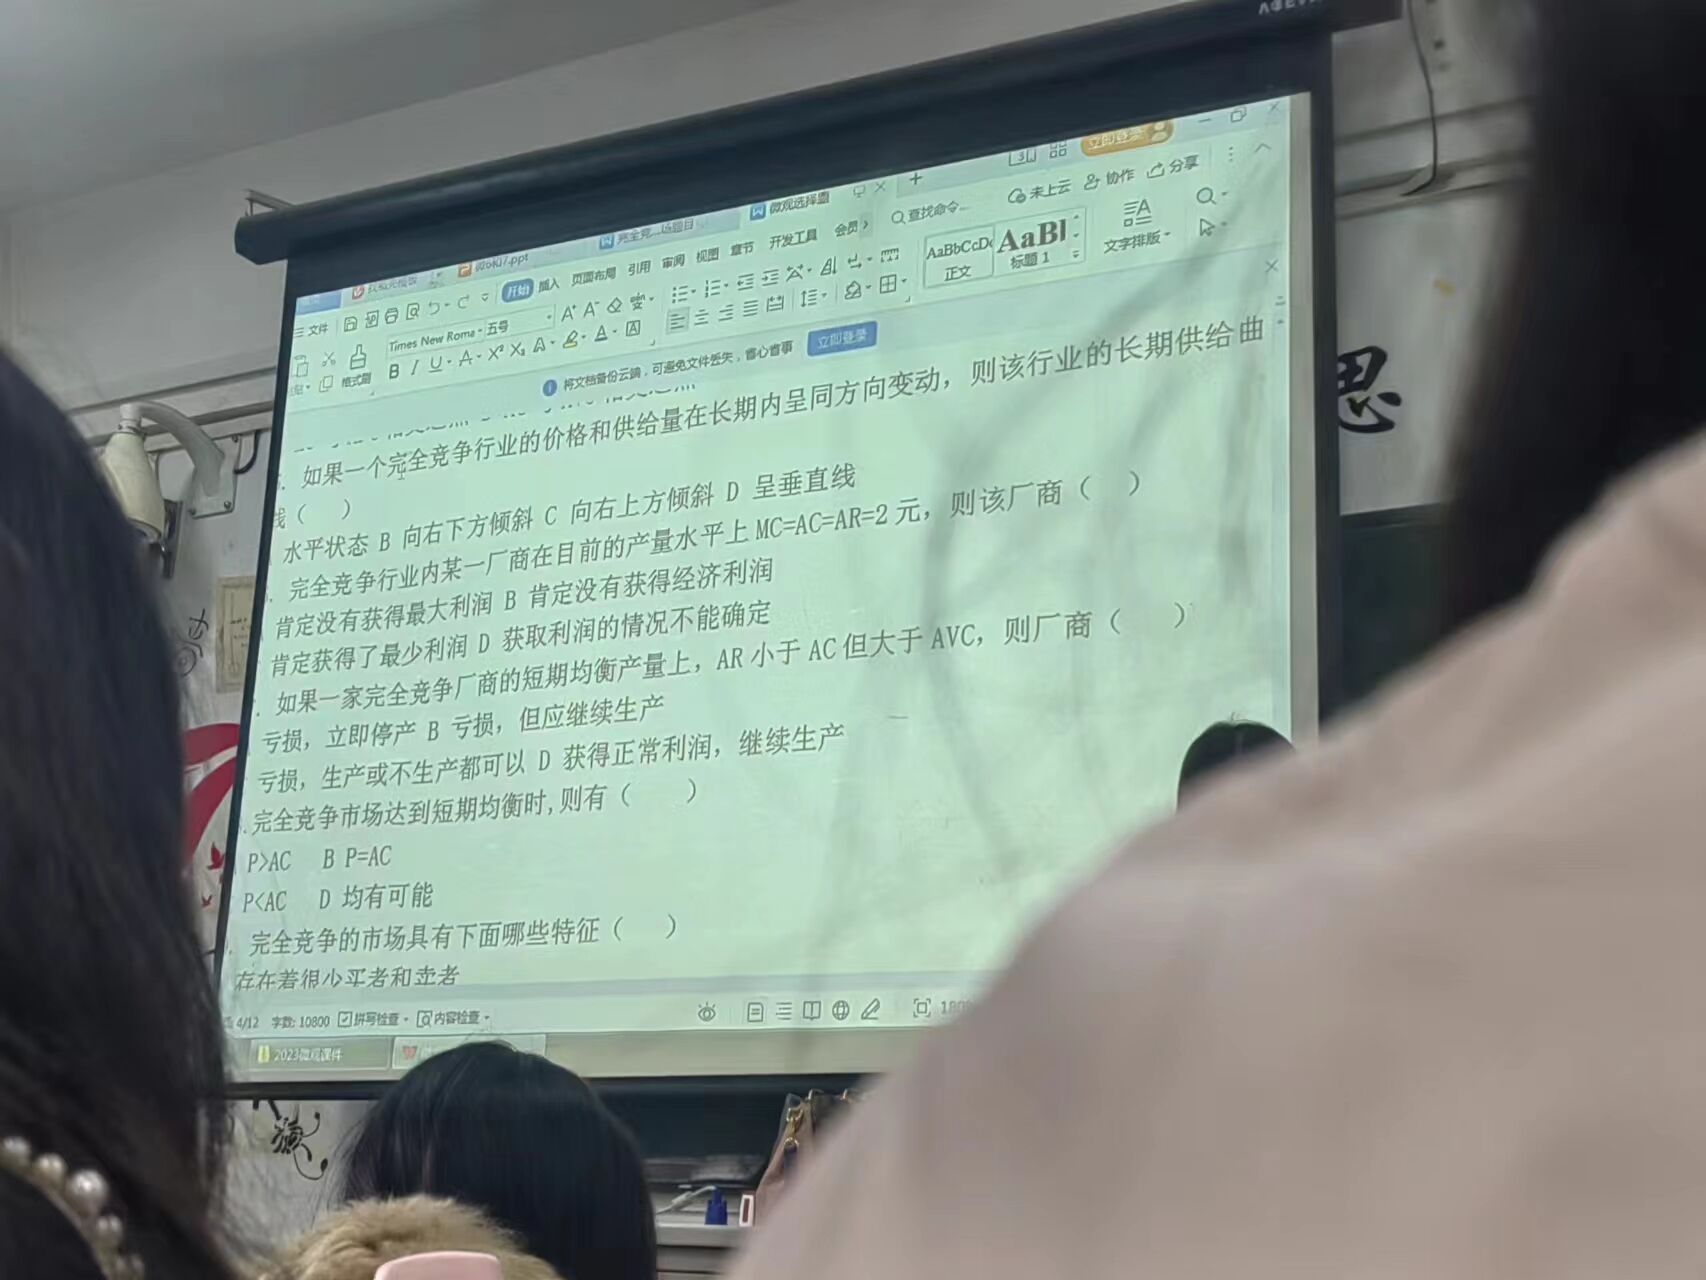 立即登录
未上云 协作 分享
完全竞...场题目 微观选择题
开始 插入 页面布局 引用 审阅 视图 章节 开发工具 会员 查找命令...
文件
Times New Roma 五号
AaBbCcDd AaBb
正文 标题 1 文字排版
格式刷
将文档备份云端，可避免文件丢失，省心省事 立即登录
如果一个完全竞争行业的价格和供给量在长期内呈同方向变动，则该行业的长期供给曲
线（ ）
水平状态 B 向右下方倾斜 C 向右上方倾斜 D 呈垂直线
完全竞争行业内某一厂商在目前的产量水平上 MC=AC=AR=2 元，则该厂商（ ）
肯定没有获得最大利润 B 肯定没有获得经济利润
肯定获得了最少利润 D 获取利润的情况不能确定
如果一家完全竞争厂商的短期均衡产量上，AR 小于 AC 但大于 AVC，则厂商（ ）
亏损，立即停产 B 亏损，但应继续生产
亏损，生产或不生产都可以 D 获得正常利润，继续生产
完全竞争市场达到短期均衡时,则有（ ）
P>AC B P=AC
P<AC D 均有可能
完全竞争的市场具有下面哪些特征（ ）
存在着很少买者和卖者
4/12 字数: 10800 拼写检查 内容检查
2023微观课件
思